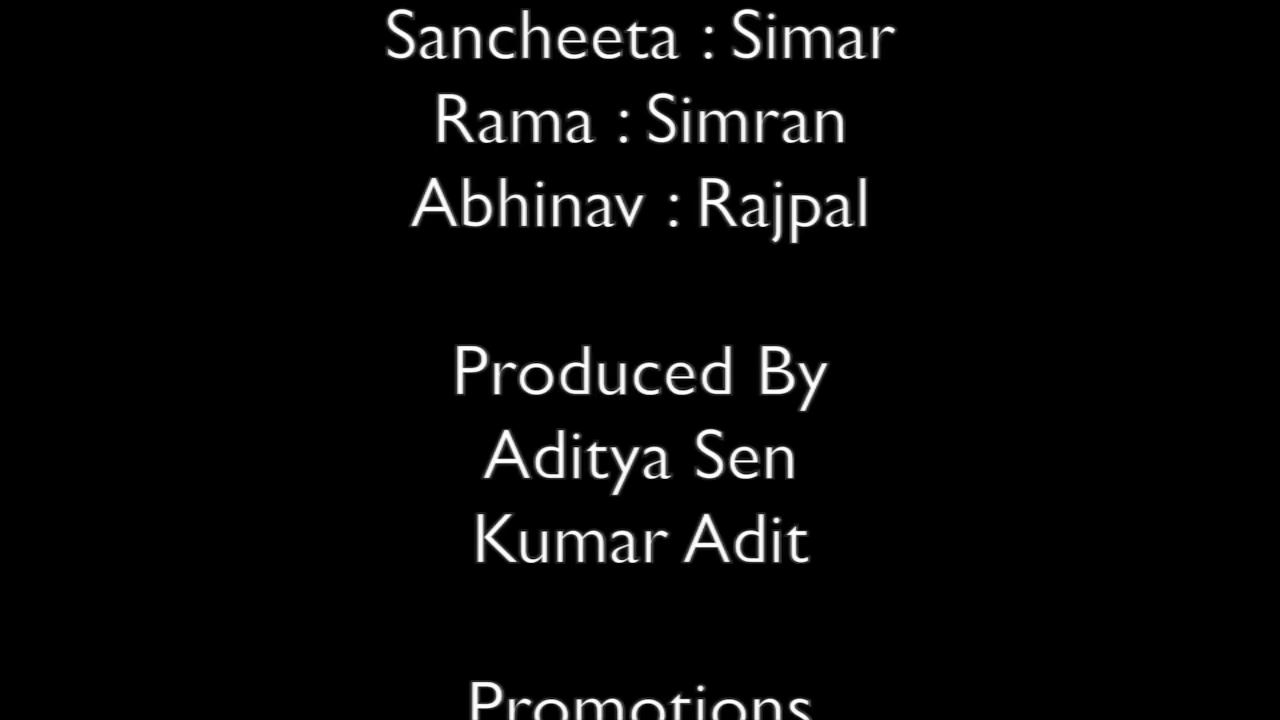 Sancheeta : Simar
Rama : Simran
Abhinav : Rajpal
Produced By
Aditya Sen
Kumar Adit
Promotions